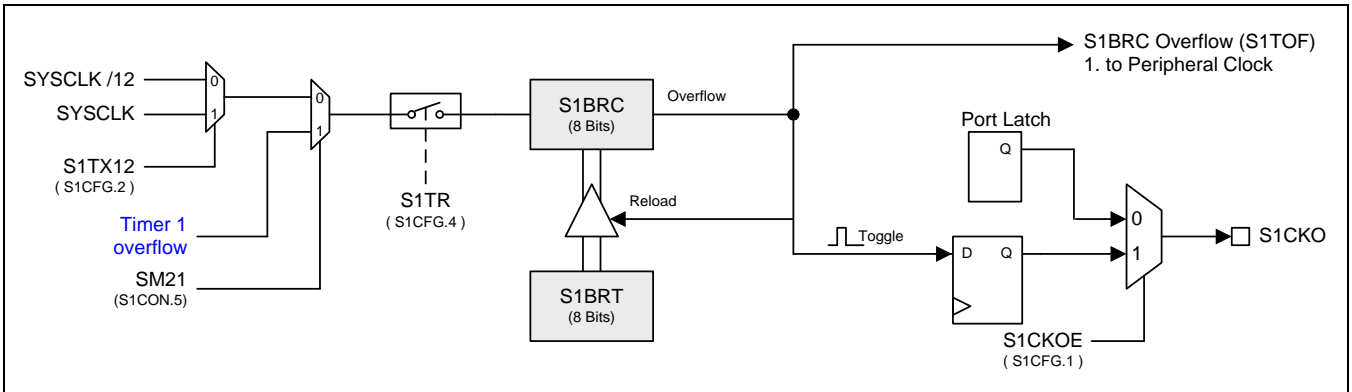 SYSCLK /12
SYSCLK
S1TX12
( S1CFG.2 )
Timer 1
overflow
SM21
(S1CON.5)
0
1
0
1
S1TR
( S1CFG.4 )
S1BRC
(8 Bits)
Overflow
Reload
S1BRT
(8 Bits)
S1BRC Overflow (S1TOF)
1. to Peripheral Clock
Port Latch
Q
Toggle
D Q
0
1
S1CKO
S1CKOE
( S1CFG.1 )